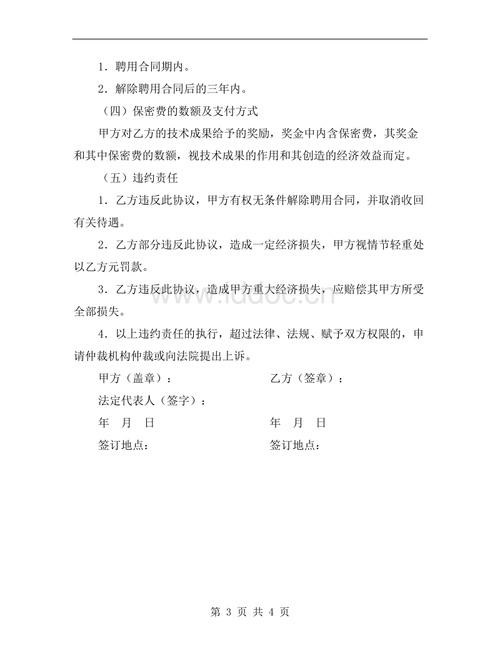 1．聘用合同期内。
2．解除聘用合同后的三年内。
（四）保密费的数额及支付方式
甲方对乙方的技术成果给予的奖励，奖金中内含保密费，其奖金
和其中保密费的数额，视技术成果的作用和其创造的经济效益而定。
（五）违约责任
1．乙方违反此协议，甲方有权无条件解除聘用合同，并取消收回
有关待遇。
2．乙方部分违反此协议，造成一定经济损失，甲方视情节轻重处
以乙方元罚款。
3．乙方违反此协议，造成甲方重大经济损失，应赔偿其甲方所受
全部损失。
www.iddoc.cn
4．以上违约责任的执行，超过法律、法规、赋予双方权限的，申
请仲裁机构仲裁或向法院提出上诉。
甲方（盖章）： 乙方（签章）：
法定代表人（签字）：
年 月 日 年 月 日
签订地点： 签订地点：
第 3 页 共 4 页